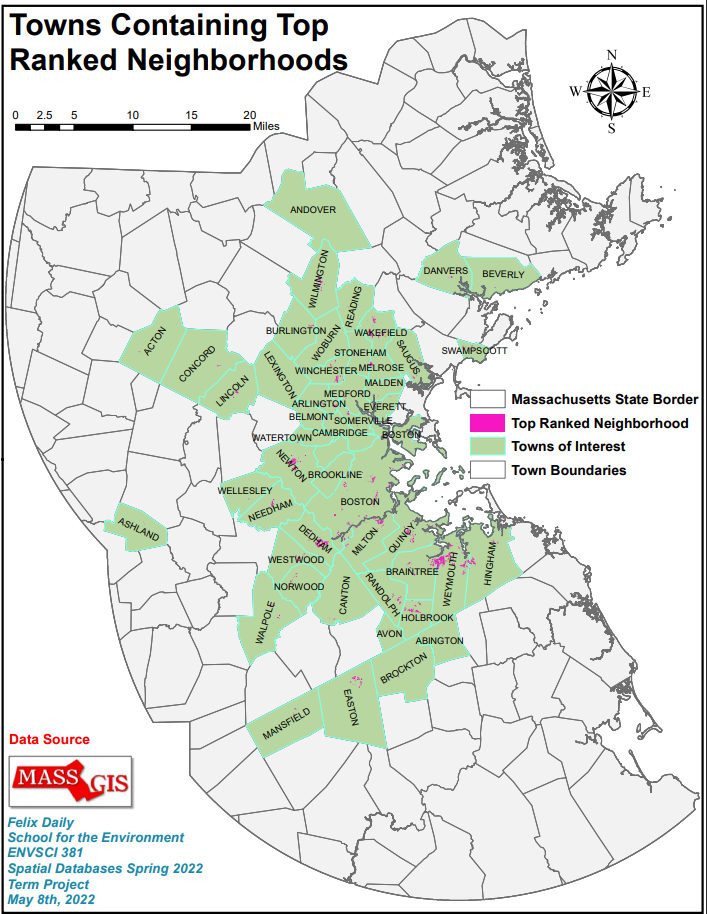 Towns Containing Top
Ranked Neighborhoods
0 2.5 5 10 15 20
Miles
N
W E
S
ANDOVER
DANVERS
BEVERLY
WILMINGTON
READING
BURLINGTON
WOBURN
WAKEFIELD
SAUGUS
STONEHAM
SWAMPSCOTT
ACTON
CONCORD
LINCOLN
LEXINGTON
WINCHESTER
MELROSE
MALDEN
MEDFORD
ARLINGTON
EVERETT
BELMONT
SOMERVILLE
WATERTOWN
CAMBRIDGE
BOSTON
Massachusetts State Border
Top Ranked Neighborhood
Towns of Interest
Town Boundaries
NEWTON
BROOKLINE
WELLESLEY
NEEDHAM
BOSTON
ASHLAND
DEDHAM
MILTON
QUINCY
WESTWOOD
BRAINTREE
WEYMOUTH
HINGHAM
NORWOOD
CANTON
RANDOLPH
HOLBROOK
WALPOLE
AVON
ABINGTON
BROCKTON
EASTON
MANSFIELD
Data Source
MASS GIS
Felix Daily
School for the Environment
ENVSCI 381
Spatial Databases Spring 2022
Term Project
May 8th, 2022